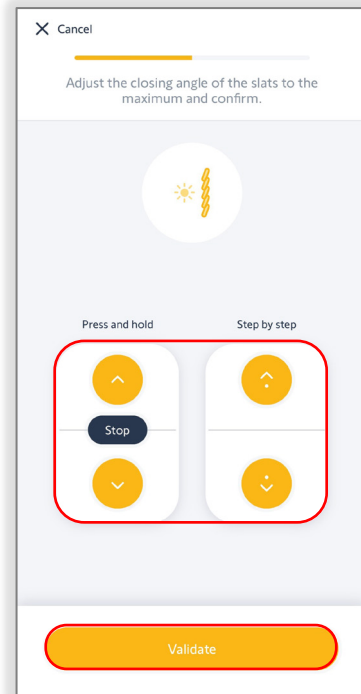 Cancel
Adjust the closing angle of the slats to the
maximum and confirm.
Press and hold
Step by step
Stop
Validate